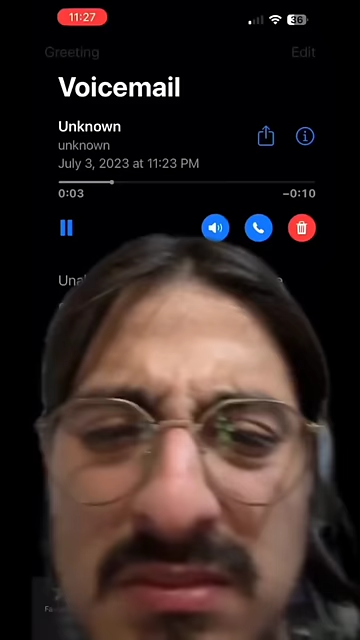 11:27
36
Greeting
Edit
Voicemail
Unknown
unknown
July 3, 2023 at 11:23 PM
0:03
−0:10